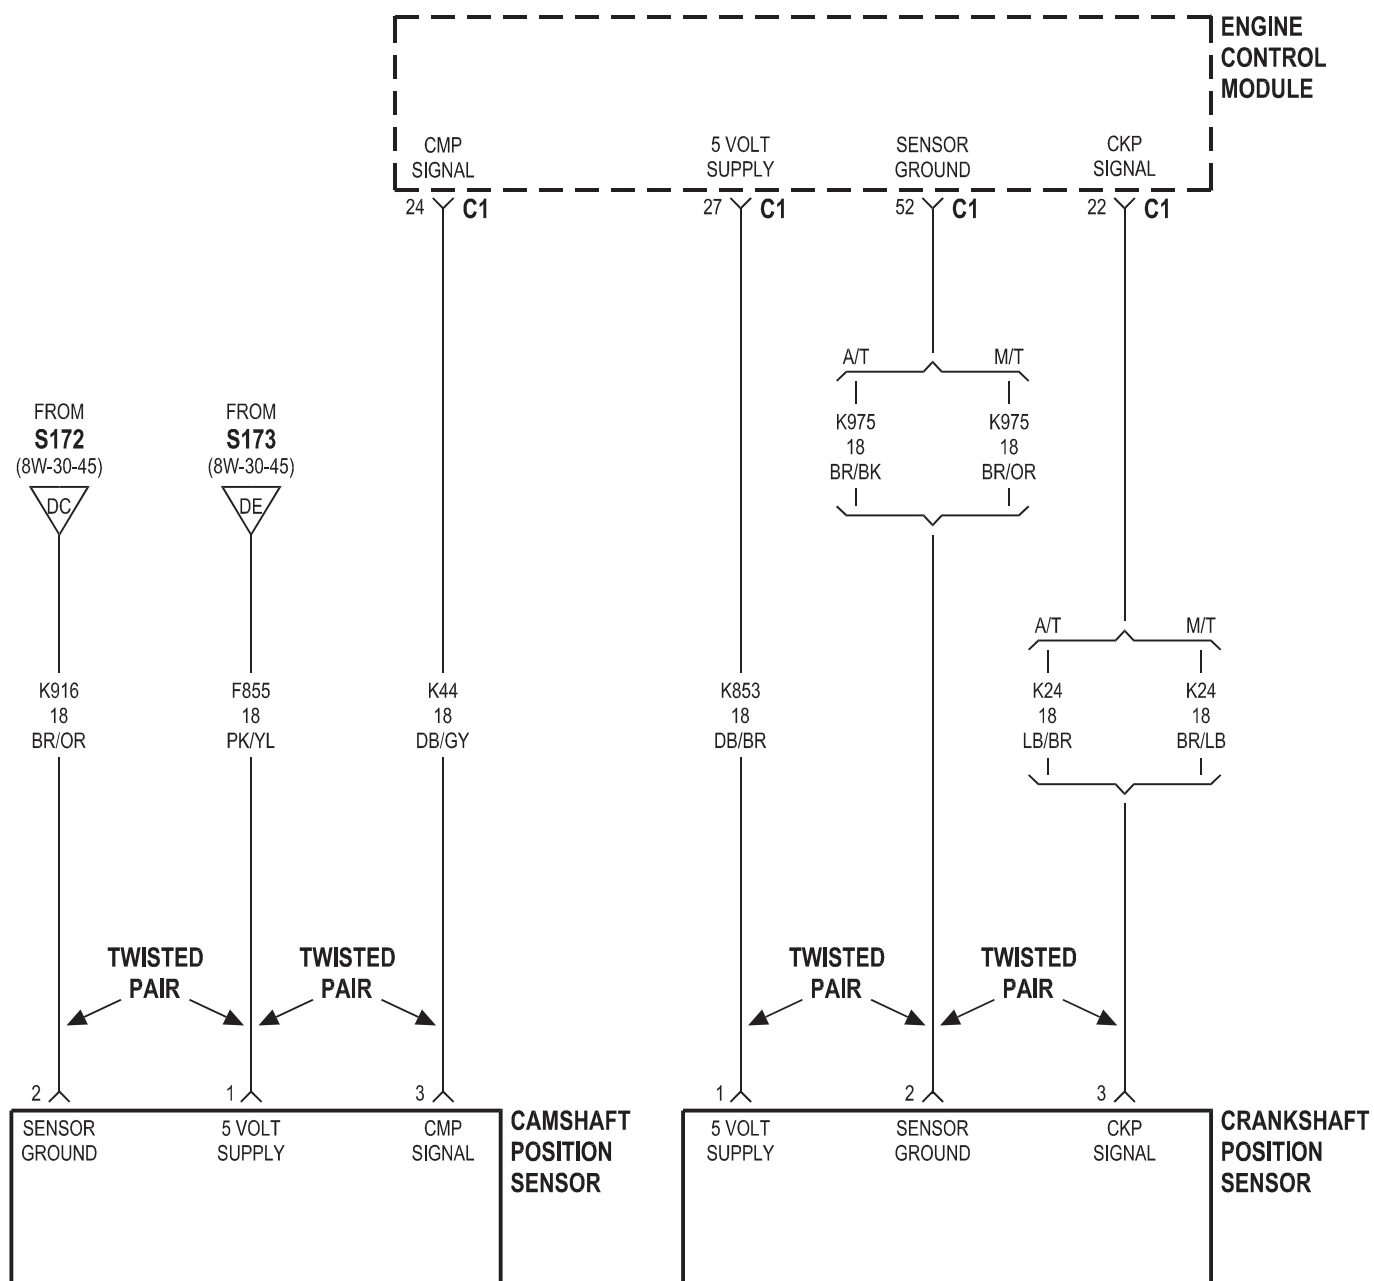 ENGINE
CONTROL
MODULE
CMP
SIGNAL
5 VOLT
SUPPLY
SENSOR
GROUND
CKP
SIGNAL
24 C1
27 C1
52 C1
22 C1
A/T
M/T
K975
18
BR/BK
K975
18
BR/OR
FROM
S172
(8W-30-45)
DC
FROM
S173
(8W-30-45)
DE
A/T
M/T
K916
18
BR/OR
F855
18
PK/YL
K44
18
DB/GY
K853
18
DB/BR
K24
18
LB/BR
K24
18
BR/LB
TWISTED
PAIR
TWISTED
PAIR
TWISTED
PAIR
TWISTED
PAIR
2
1
3
1
2
3
SENSOR
GROUND
5 VOLT
SUPPLY
CMP
SIGNAL
CAMSHAFT
POSITION
SENSOR
5 VOLT
SUPPLY
SENSOR
GROUND
CKP
SIGNAL
CRANKSHAFT
POSITION
SENSOR